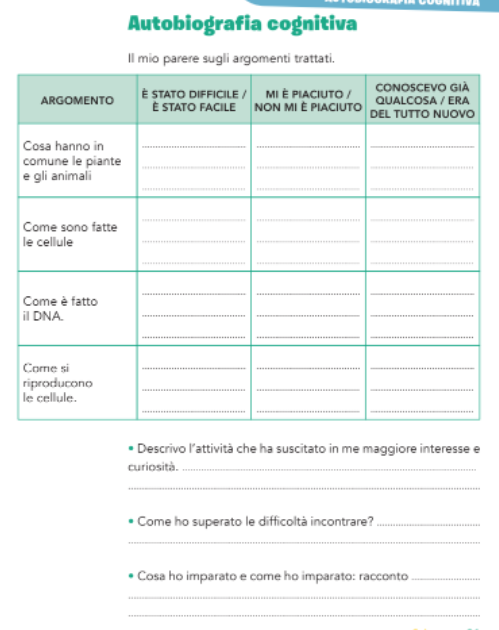 AUTOBIOGRAFIA COGNITIVA
Autobiografia cognitiva
Il mio parere sugli argomenti trattati.
ARGOMENTO
È STATO DIFFICILE /
È STATO FACILE
MI È PIACIUTO /
NON MI È PIACIUTO
CONOSCEVO GIÀ
QUALCOSA / ERA
DEL TUTTO NUOVO
Cosa hanno in
comune le piante
e gli animali
Come sono fatte
le cellule
Come è fatto
il DNA.
Come si
riproducono
le cellule.
• Descrivo l'attività che ha suscitato in me maggiore interesse e
curiosità.
• Come ho superato le difficoltà incontrare?
• Cosa ho imparato e come ho imparato: racconto